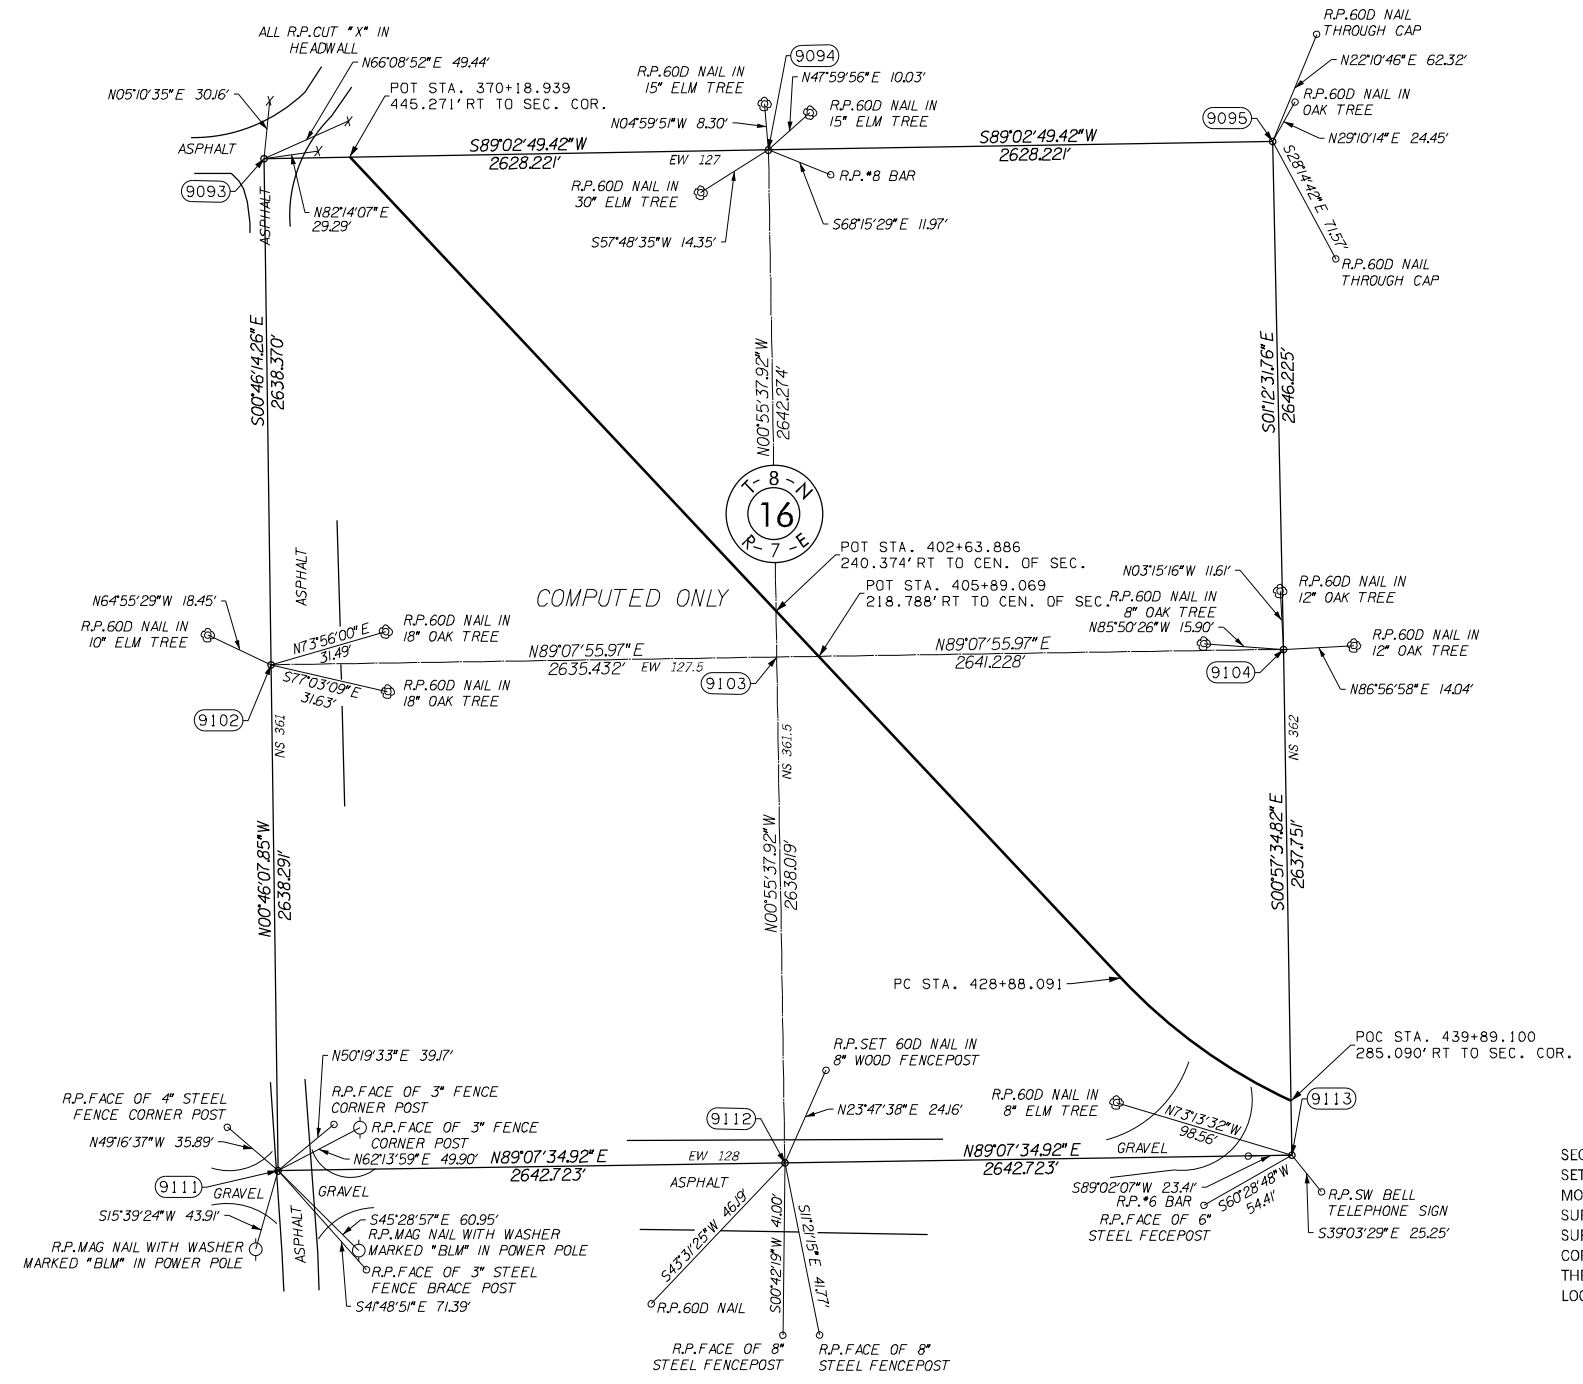 ALL R.P.CUT "X" IN
HEADWALL
N66°08'52"E 49.44'
N05°10'35"E 30.16'
POT STA. 370+18.939
445.271' RT TO SEC. COR.
X
X
X
ASPHALT
9093
ASPHALT
N82°14'07"E
29.29'
S89°02'49.42"W
2628.221'
EW 127
R.P.60D NAIL IN
15" ELM TREE
9094
N47°59'56"E 10.03'
R.P.60D NAIL IN
15" ELM TREE
N04°59'51"W 8.30'
R.P.60D NAIL IN
30" ELM TREE
R.P.#8 BAR
S68°15'29"E 11.97'
S57°48'35"W 14.35'
S89°02'49.42"W
2628.221'
R.P.60D NAIL
THROUGH CAP
N22°10'46"E 62.32'
R.P.60D NAIL IN
OAK TREE
9095
N29°10'14"E 24.45'
S28°14'42"E 71.57'
R.P.60D NAIL
THROUGH CAP
S00°46'14.26"E
2638.370'
N00°55'37.92"W
2642.274'
S01°12'31.76"E
2646.225'
T-8-N
16
R-7-E
POT STA. 402+63.886
240.374' RT TO CEN. OF SEC.
POT STA. 405+89.069
218.788' RT TO CEN. OF SEC.
COMPUTED ONLY
ASPHALT
N64°55'29"W 18.45'
R.P.60D NAIL IN
10" ELM TREE
N73°56'00"E
31.49'
R.P.60D NAIL IN
18" OAK TREE
S77°03'09"E
31.63'
R.P.60D NAIL IN
18" OAK TREE
9102
NS 361
N89°07'55.97"E
2635.432'
EW 127.5
9103
N89°07'55.97"E
2641.228'
N03°15'16"W 11.61'
R.P.60D NAIL IN
12" OAK TREE
R.P.60D NAIL IN
8" OAK TREE
N85°50'26"W 15.90'
R.P.60D NAIL IN
12" OAK TREE
9104
N86°56'58"E 14.04'
NS 361.5
NS 362
N00°46'07.85"W
2638.291'
N00°55'37.92"W
2638.019'
S00°57'34.82"E
2637.751'
PC STA. 428+88.091
POC STA. 439+89.100
285.090' RT TO SEC. COR.
N50°19'33"E 39.17'
R.P.FACE OF 4" STEEL
FENCE CORNER POST
R.P.FACE OF 3" FENCE
CORNER POST
R.P.FACE OF 3" FENCE
CORNER POST
N49°16'37"W 35.89'
N62°13'59"E 49.90'
9111
GRAVEL
GRAVEL
S15°39'24"W 43.91'
S45°28'57"E 60.95'
R.P.MAG NAIL WITH WASHER
MARKED "BLM" IN POWER POLE
R.P.MAG NAIL WITH WASHER
MARKED "BLM" IN POWER POLE
ASPHALT
R.P.FACE OF 3" STEEL
FENCE BRACE POST
S41°48'51"E 71.39'
N89°07'34.92"E
2642.723'
EW 128
ASPHALT
9112
R.P.SET 60D NAIL IN
8" WOOD FENCEPOST
N23°47'38"E 24.16'
S43°31'25"W 46.19'
R.P.60D NAIL
S00°42'19"W 41.00'
S11°21'15"E 41.77'
R.P.FACE OF 8"
STEEL FENCEPOST
R.P.FACE OF 8"
STEEL FENCEPOST
N89°07'34.92"E
2642.723'
R.P.60D NAIL IN
8" ELM TREE
N73°13'32"W
98.56'
9113
GRAVEL
S89°02'07"W 23.41'
R.P.#6 BAR
S60°28'48"W
54.41'
R.P.FACE OF 6"
STEEL FECEPOST
R.P.SW BELL
TELEPHONE SIGN
S39°03'29"E 25.25'
SET
MO
THE
LOC